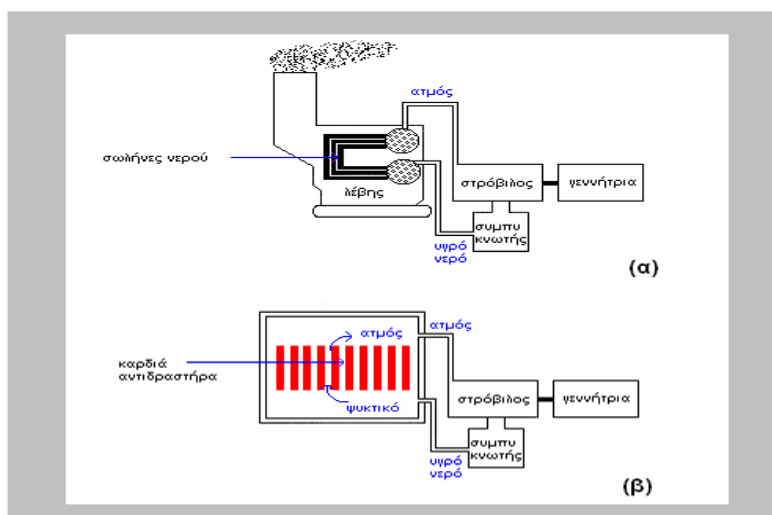 ατμός
σωλήνες νερού
λέβης
στρόβιλος
γεννήτρια
συμπυ
κνωτής
υγρό
νερό
(α)
ατμός
ατμός
καρδιά
αντιδραστήρα
ψυκτικό
στρόβιλος
γεννήτρια
συμπυ
κνωτής
υγρό
νερό
(β)